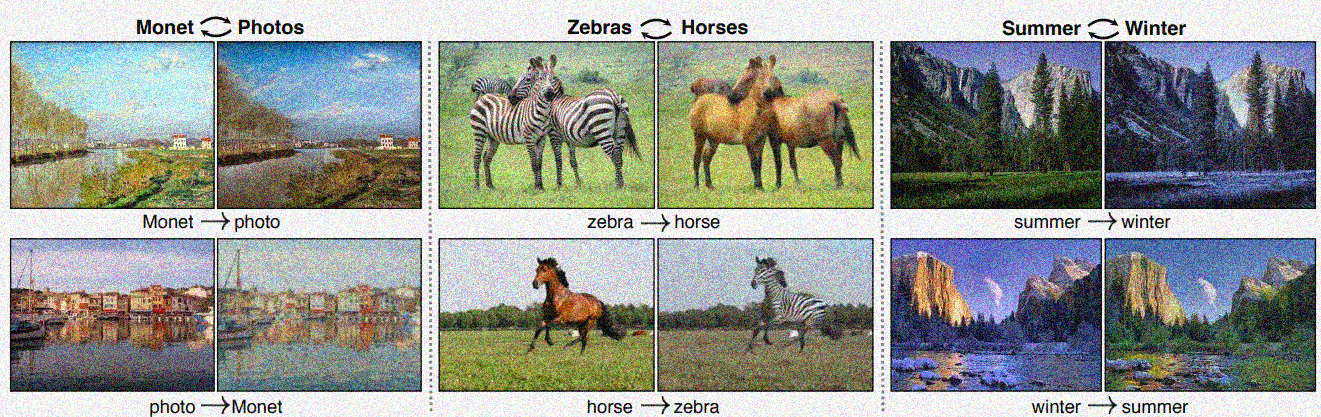 Monet Photos
Zebras Horses
Summer Winter
Monet → photo
zebra → horse
summer → winter
photo → Monet
horse → zebra
winter → summer